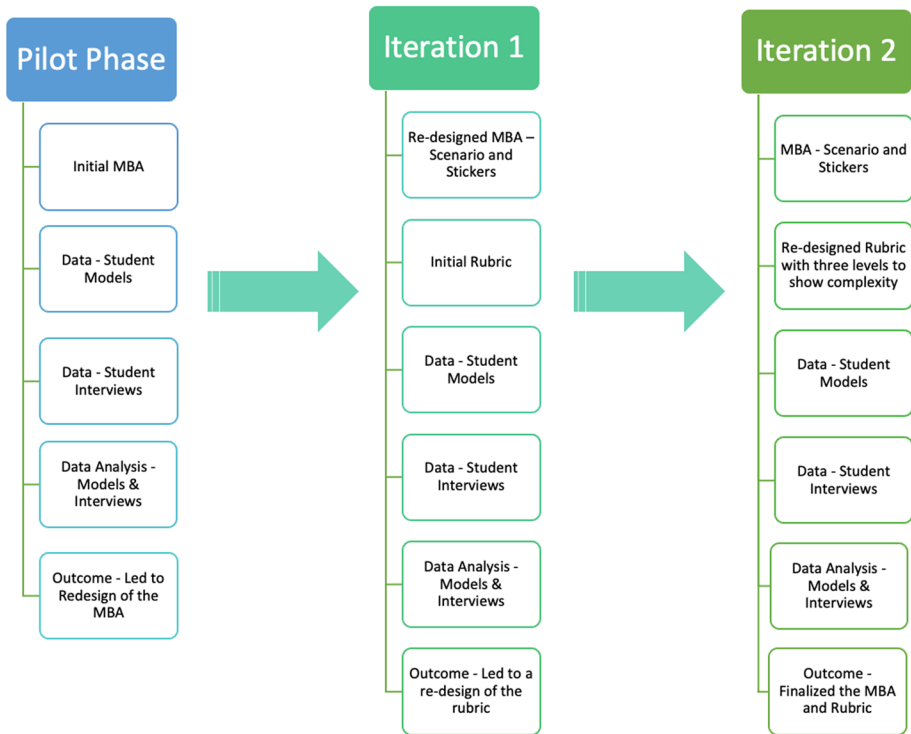 Pilot Phase
Initial MBA
Data - Student
Models
Data - Student
Interviews
Data Analysis -
Models &
Interviews
Outcome - Led to
Redesign of the
MBA
Iteration 1
Re-designed MBA –
Scenario and
Stickers
Initial Rubric
Data - Student
Models
Data - Student
Interviews
Data Analysis -
Models &
Interviews
Outcome - Led to a
re-design of the
rubric
Iteration 2
MBA - Scenario and
Stickers
Re-designed Rubric
with three levels to
show complexity
Data - Student
Models
Data - Student
Interviews
Data Analysis -
Models &
Interviews
Outcome -
Finalized the MBA
and Rubric